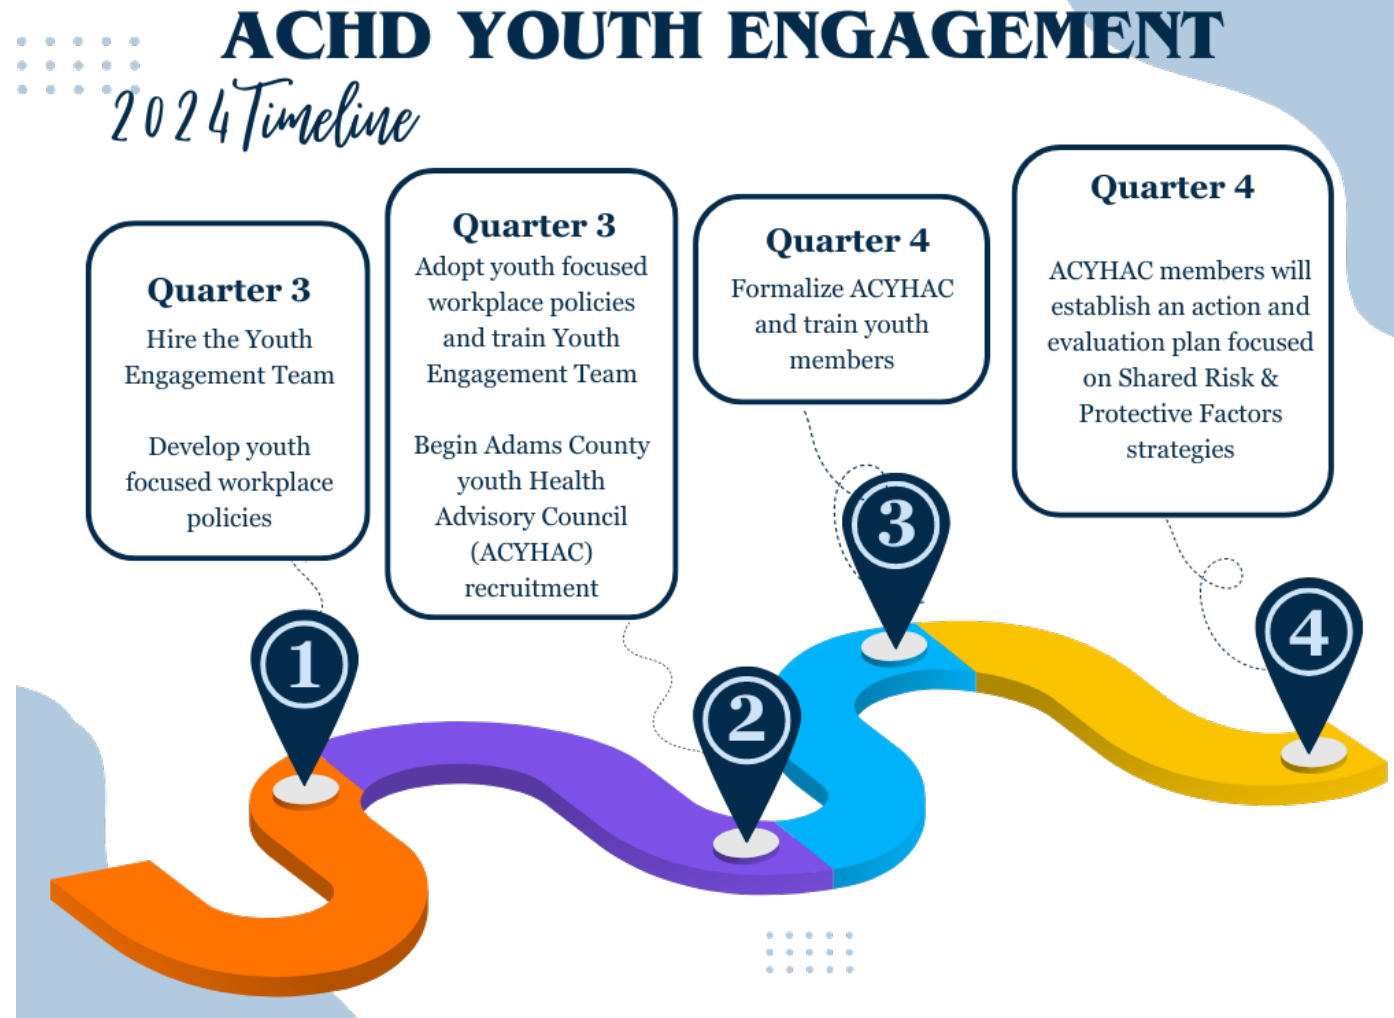 ACHD YOUTH ENGAGEMENT
2024 Timeline
Quarter 3
Hire the Youth
Engagement Team
Develop youth
focused workplace
policies
Quarter 3
Adopt youth focused
workplace policies
and train Youth
Engagement Team
Begin Adams County
youth Health
Advisory Council
(ACYHAC)
recruitment
Quarter 4
Formalize ACYHAC
and train youth
members
Quarter 4
ACYHAC members will
establish an action and
evaluation plan focused
on Shared Risk &
Protective Factors
strategies
1
2
3
4